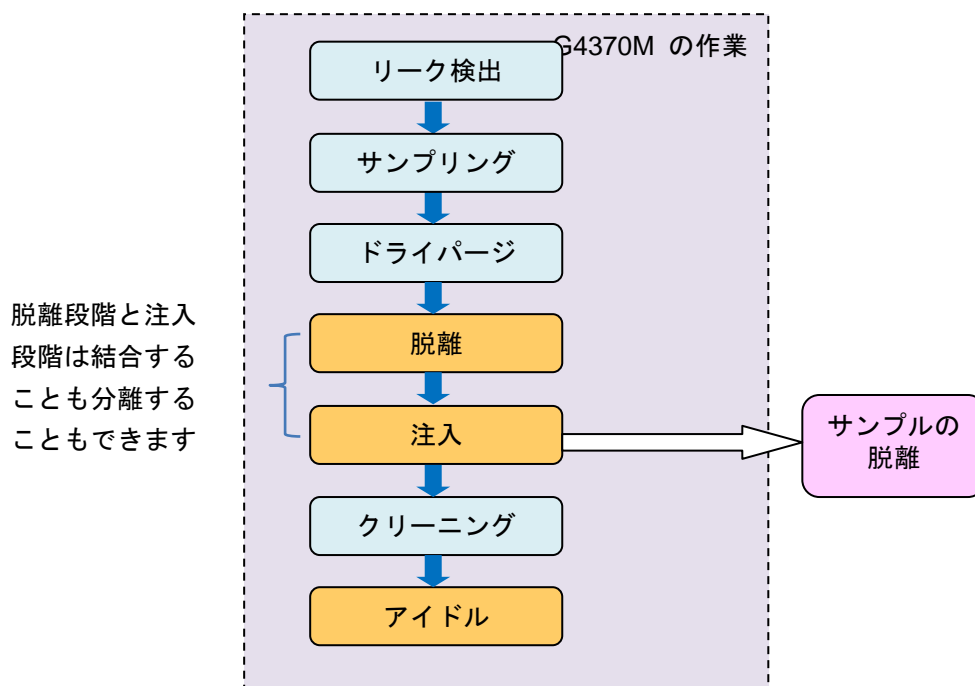 G4370M の作業
リーク検出
サンプリング
ドライパージ
脱離
注入
クリーニング
アイドル
脱離段階と注入
段階は結合する
ことも分離する
こともできます
サンプルの
脱離